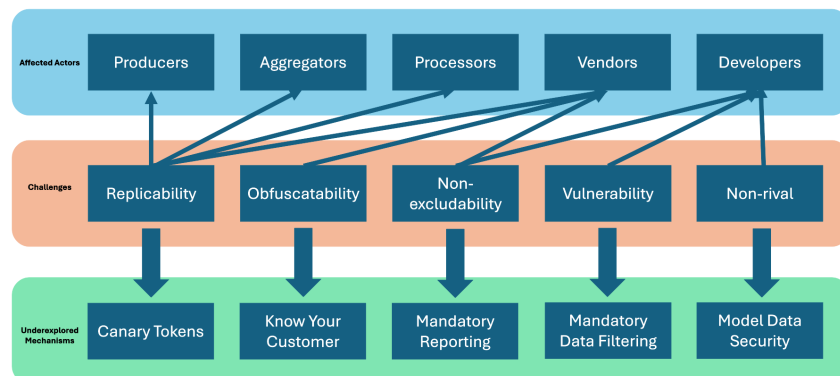 Affected Actors
Producers
Aggregators
Processors
Vendors
Developers
Challenges
Replicability
Obfuscatability
Non-
excludability
Vulnerability
Non-rival
Underexplored
Mechanisms
Canary Tokens
Know Your
Customer
Mandatory
Reporting
Mandatory
Data Filtering
Model Data
Security